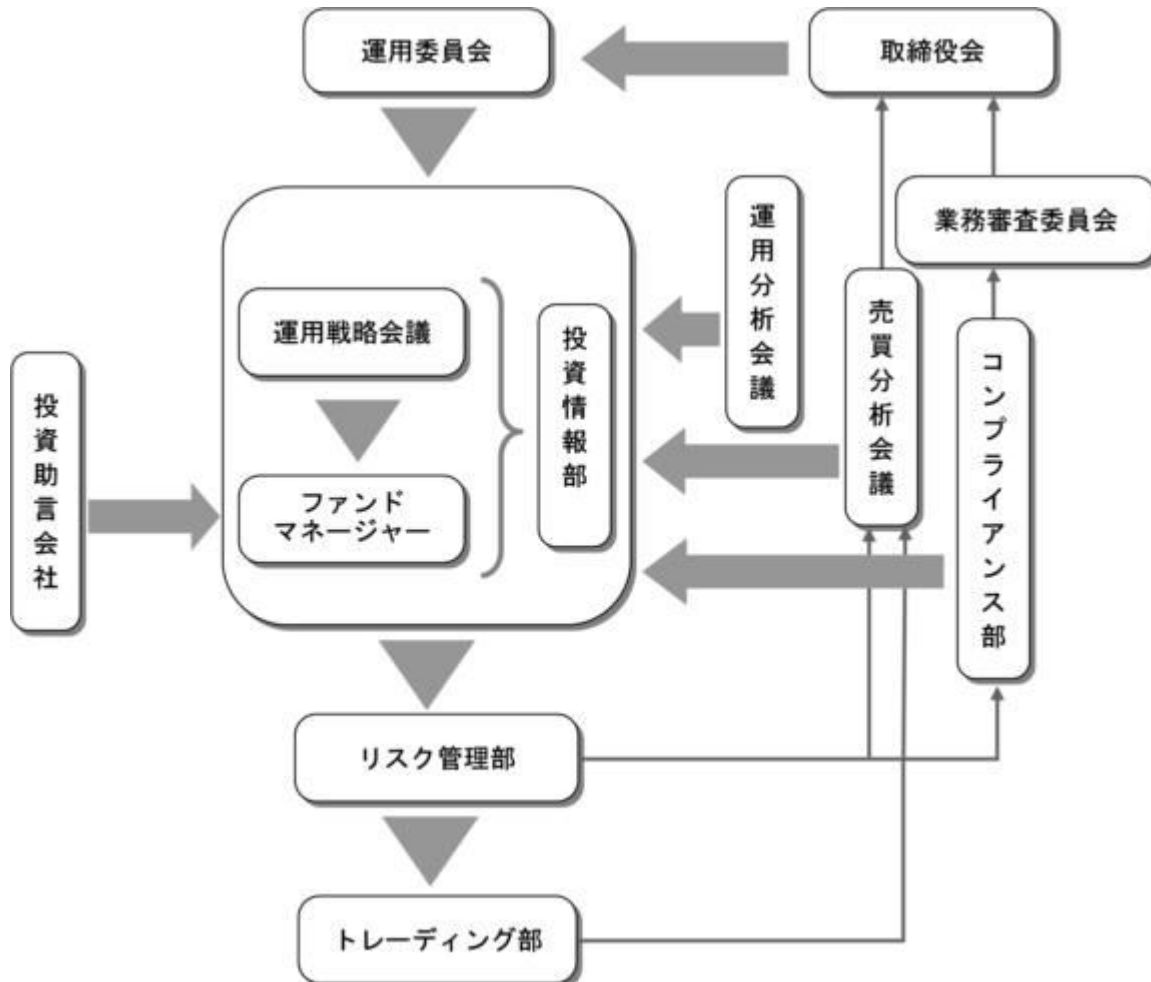 運用委員会
取締役会
運用分析会議
業務審査委員会
売買分析会議
運用戦略会議
投資情報部
コンプライアンス部
投資助言会社
ファンド
マネージャー
リスク管理部
トレーディング部